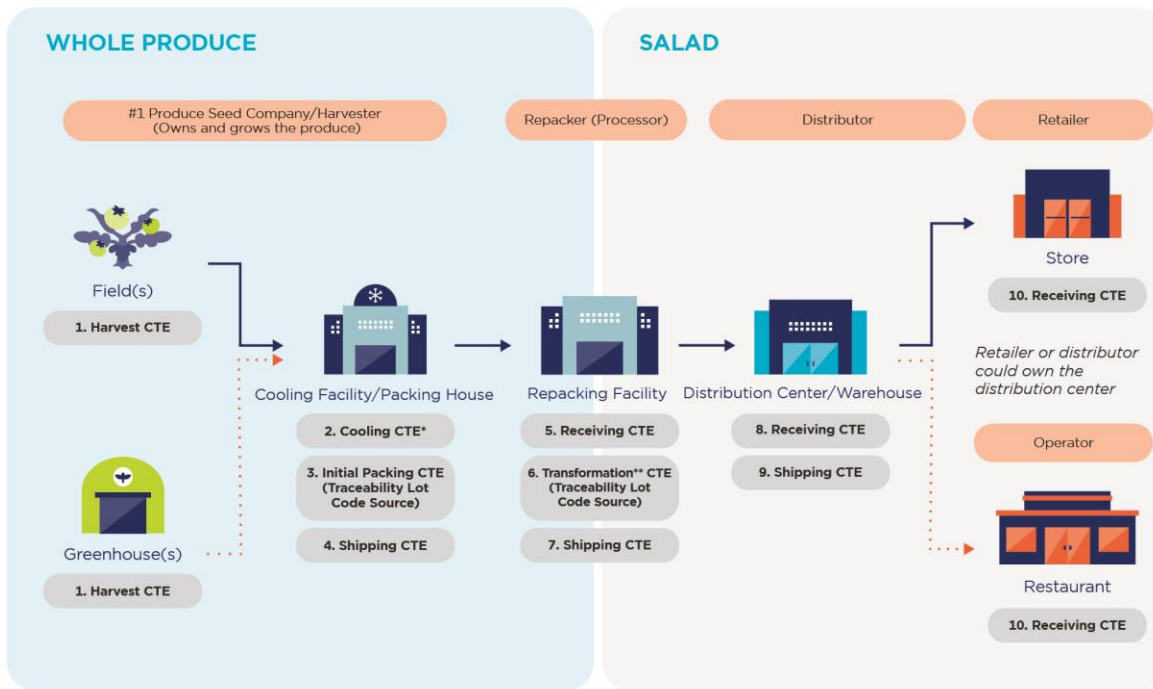 WHOLE PRODUCE
SALAD
#1 Produce Seed Company/Harvester
(Owns and grows the produce)
Repacker (Processor)
Distributor
Retailer
Field(s)
1. Harvest CTE
Greenhouse(s)
1. Harvest CTE
Cooling Facility/Packing House
2. Cooling CTE*
3. Initial Packing CTE
(Traceability Lot
Code Source)
4. Shipping CTE
Repacking Facility
5. Receiving CTE
6. Transformation** CTE
(Traceability Lot
Code Source)
7. Shipping CTE
Distribution Center/Warehouse
8. Receiving CTE
9. Shipping CTE
Store
10. Receiving CTE
Retailer or distributor
could own the
distribution center
Operator
Restaurant
10. Receiving CTE